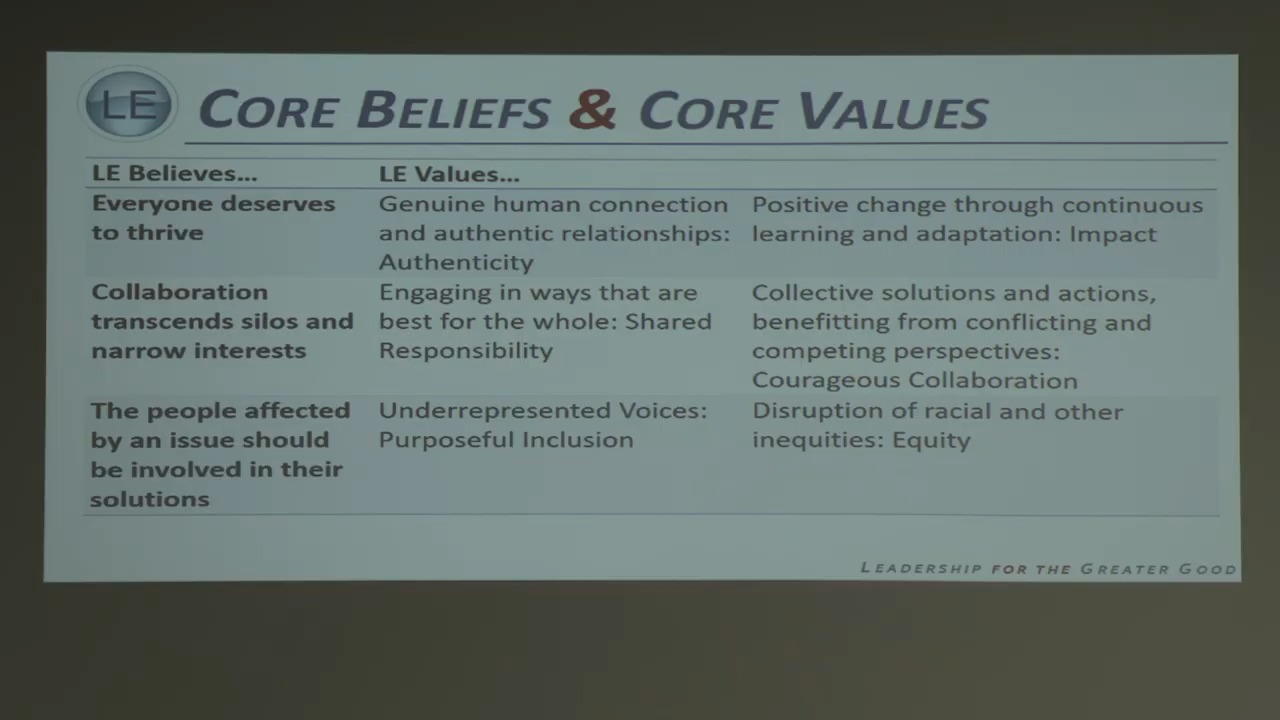 LE
CORE BELIEFS & CORE VALUES
LE Believes...
LE Values...
Everyone deserves
to thrive
Genuine human connection
and authentic relationships:
Authenticity
Positive change through continuous
learning and adaptation: Impact
Collaboration
transcends silos and
narrow interests
Engaging in ways that are
best for the whole: Shared
Responsibility
Collective solutions and actions,
benefitting from conflicting and
competing perspectives:
Courageous Collaboration
The people affected
by an issue should
be involved in their
solutions
Underrepresented Voices:
Purposeful Inclusion
Disruption of racial and other
inequities: Equity
LEADERSHIP FOR THE GREATER GOOD